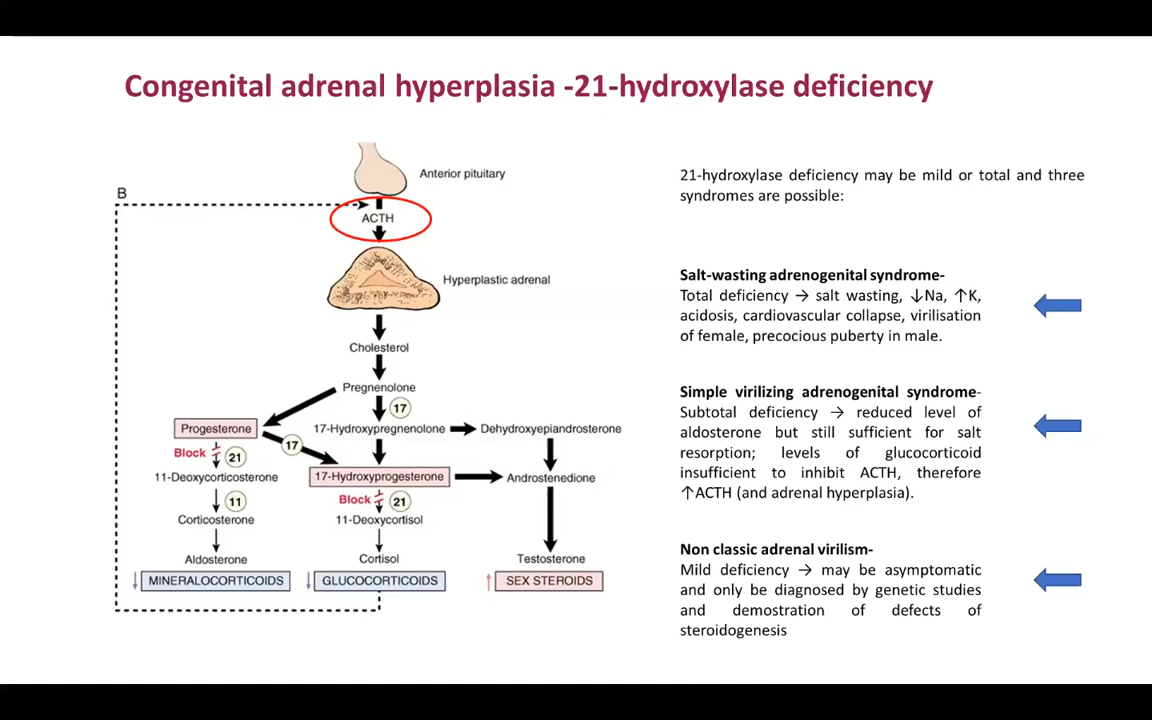 Congenital adrenal hyperplasia -21-hydroxylase deficiency
B
Anterior pituitary
ACTH
Hyperplastic adrenal
Cholesterol
Pregnenolone
17
Progesterone
17-Hydroxypregnenolone
Dehydroepiandrosterone
Block
21
17
11-Deoxycorticosterone
17-Hydroxyprogesterone
Androstenedione
11
Block
21
Corticosterone
11-Deoxycortisol
Aldosterone
Cortisol
Testosterone
↓ MINERALOCORTICOIDS
↓ GLUCOCORTICOIDS
↑ SEX STEROIDS
21-hydroxylase deficiency may be mild or total and three
syndromes are possible:
Salt-wasting adrenogenital syndrome-
Total deficiency → salt wasting, ↓Na, ↑K,
acidosis, cardiovascular collapse, virilisation
of female, precocious puberty in male.
Simple virilizing adrenogenital syndrome-
Subtotal deficiency → reduced level of
aldosterone but still sufficient for salt
resorption; levels of glucocorticoid
insufficient to inhibit ACTH, therefore
↑ACTH (and adrenal hyperplasia).
Non classic adrenal virilism-
Mild deficiency → may be asymptomatic
and only be diagnosed by genetic studies
and demostration of defects of
steroidogenesis